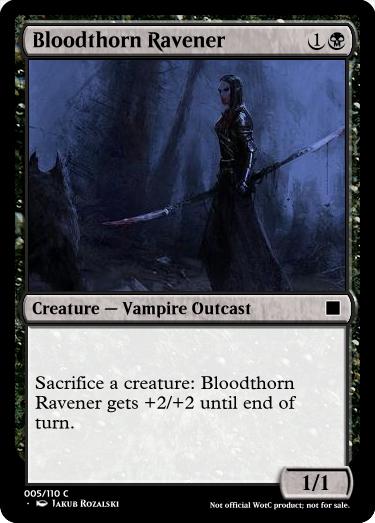 Bloodthorn Ravener 1
Creature — Vampire Outcast
Sacrifice a creature: Bloodthorn
Ravener gets +2/+2 until end of
turn.
1/1
005/110 C
· Jakub Rozalski
Not official WotC product; not for sale.